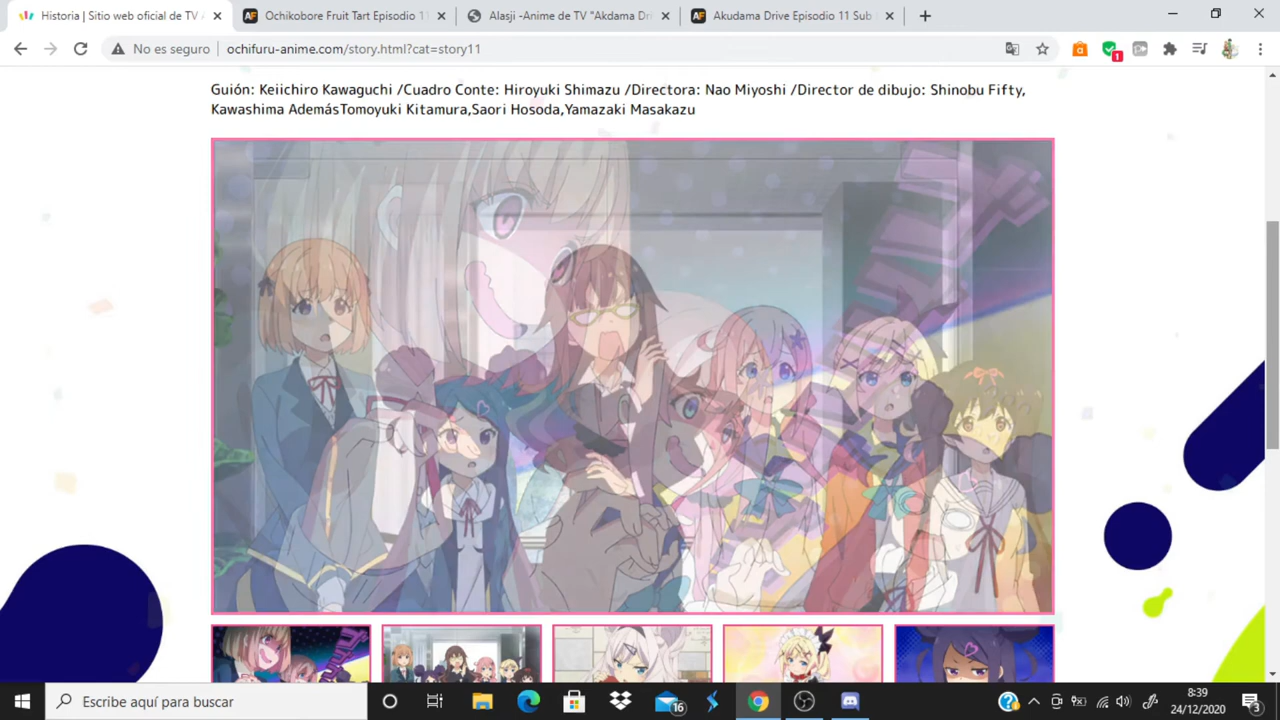 Historia | Sitio web oficial de TV A
Ochikobore Fruit Tart Episodio 11
Alasji -Anime de TV "Akdama Dri
Akudama Drive Episodio 11 Sub
No es seguro
ochifuru-anime.com/story.html?cat=story11
1
Guión: Keiichiro Kawaguchi /Cuadro Conte: Hiroyuki Shimazu /Directora: Nao Miyoshi /Director de dibujo: Shinobu Fifty,
Kawashima AdemásTomoyuki Kitamura,Saori Hosoda,Yamazaki Masakazu
Escribe aquí para buscar
16
8:39
24/12/2020
3